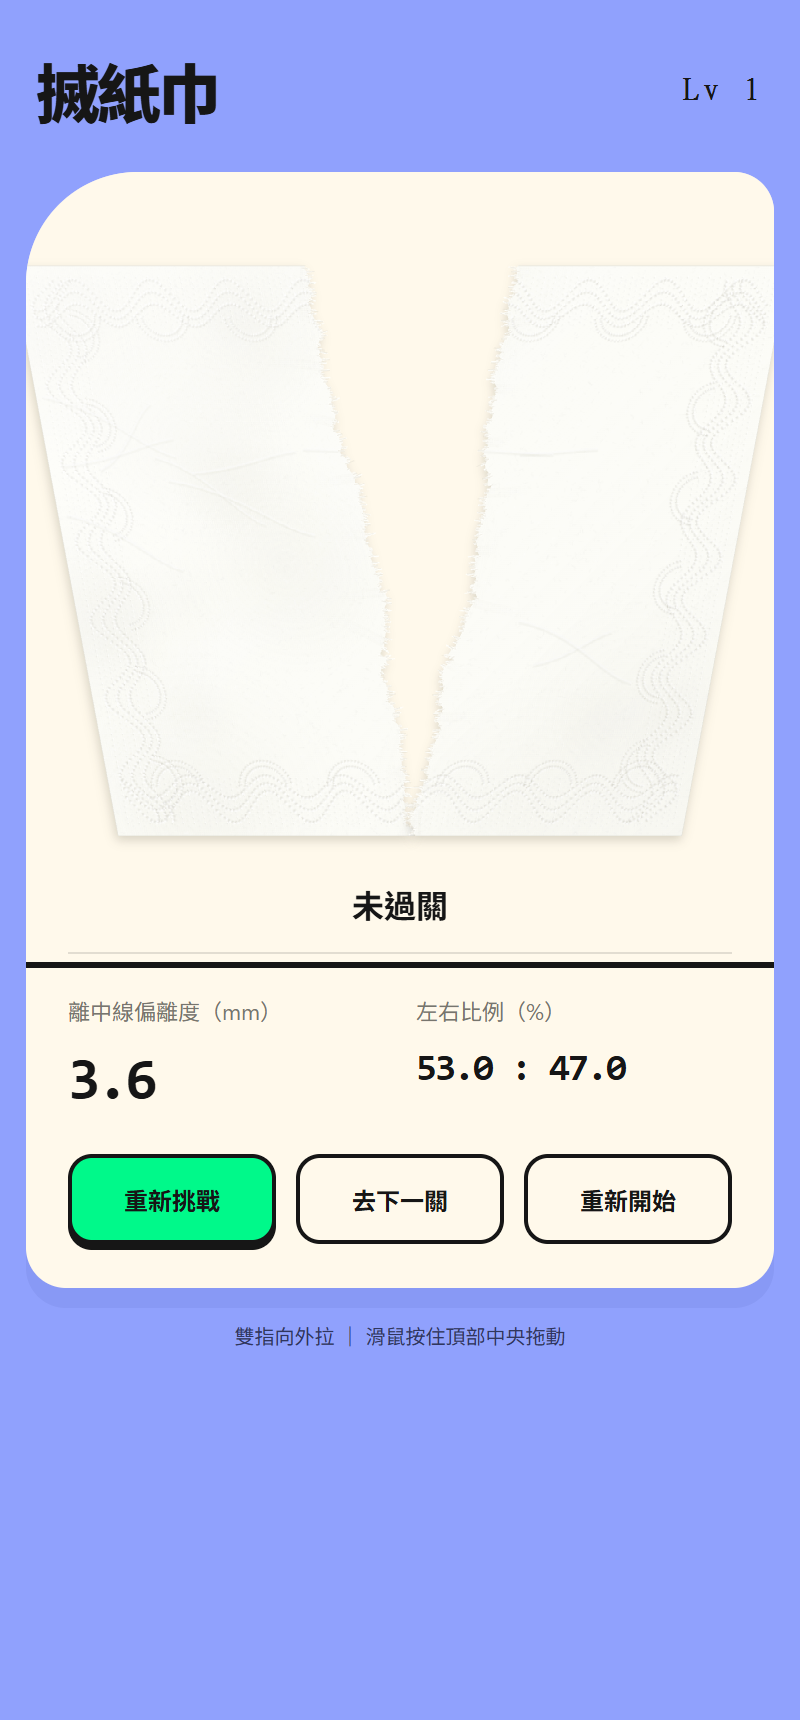 搣紙巾
Lv 1
未過關
離中線偏離度（mm）
左右比例（%）
3.6
53.0 : 47.0
重新挑戰
去下一關
重新開始
雙指向外拉 ｜ 滑鼠按住頂部中央拖動